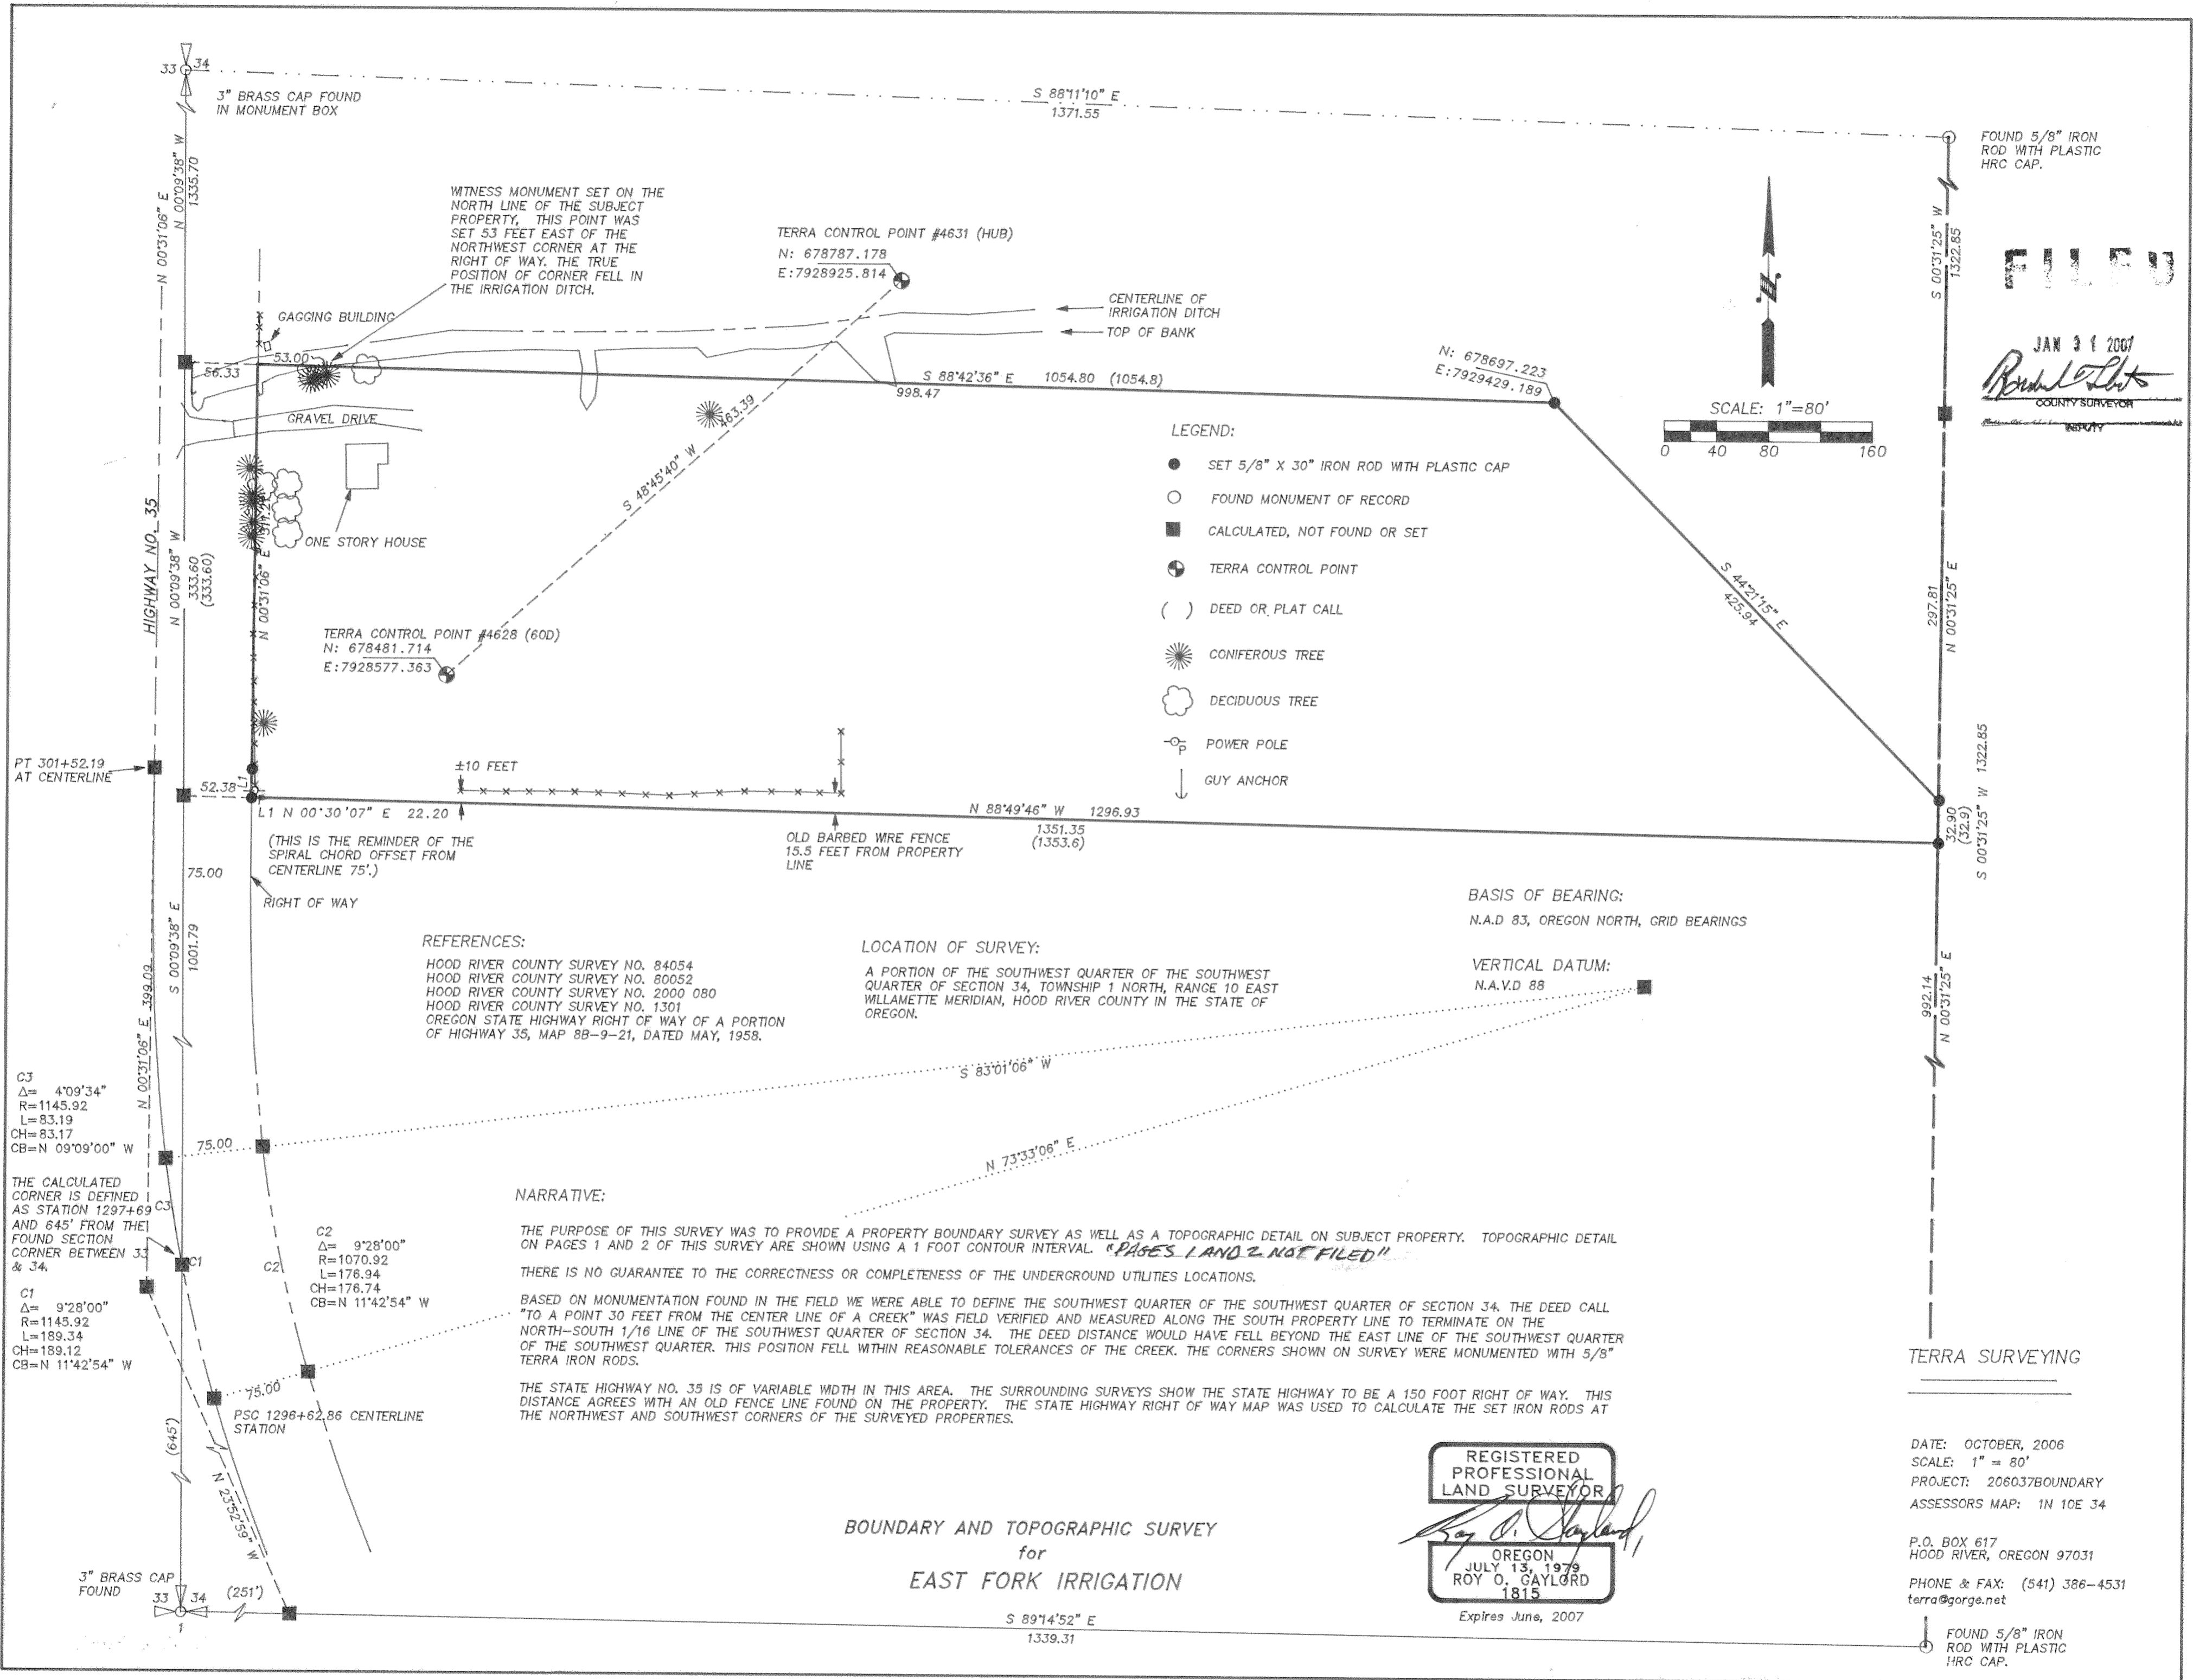 33
34
3" BRASS CAP FOUND
IN MONUMENT BOX
S 88°11'10" E
1371.55
FOUND 5/8" IRON
ROD WITH PLASTIC
HRC CAP.
N 00°09'38" W
1335.70
N 00°31'06" E
WITNESS MONUMENT SET ON THE
NORTH LINE OF THE SUBJECT
PROPERTY, THIS POINT WAS
SET 53 FEET EAST OF THE
NORTHWEST CORNER AT THE
RIGHT OF WAY. THE TRUE
POSITION OF CORNER FELL IN
THE IRRIGATION DITCH.
TERRA CONTROL POINT #4631 (HUB)
N: 678787.178
E:7928925.814
CENTERLINE OF
IRRIGATION DITCH
TOP OF BANK
GAGGING BUILDING
53.00
56.33
GRAVEL DRIVE
S 88°42'36" E 1054.80 (1054.8)
998.47
N: 678697.223
E:7929429.189
N
SCALE: 1"=80'
0 40 80 160
S 00°31'25" W
1322.85
FILED
JAN 31 2007
COUNTY SURVEYOR
DEPUTY
LEGEND:
SET 5/8" X 30" IRON ROD WITH PLASTIC CAP
FOUND MONUMENT OF RECORD
CALCULATED, NOT FOUND OR SET
TERRA CONTROL POINT
( ) DEED OR PLAT CALL
CONIFEROUS TREE
DECIDUOUS TREE
P POWER POLE
GUY ANCHOR
S 48°45'40" W
463.39
HIGHWAY NO. 35
N 00°09'38" W
333.60
(333.60)
N 00°31'06" E
ONE STORY HOUSE
TERRA CONTROL POINT #4628 (60D)
N: 678481.714
E:7928577.363
S 44°21'15" E
425.94
297.81
N 00°31'25" E
PT 301+52.19
AT CENTERLINE
52.38
L1
L1 N 00°30'07" E 22.20
(THIS IS THE REMINDER OF THE
SPIRAL CHORD OFFSET FROM
CENTERLINE 75'.)
±10 FEET
OLD BARBED WIRE FENCE
15.5 FEET FROM PROPERTY
LINE
N 88°49'46" W 1296.93
1351.35
(1353.6)
32.90
(32.9)
S 00°31'25" W 1322.85
75.00
RIGHT OF WAY
S 00°09'38" E
1001.79
N 00°31'06" E 399.09
REFERENCES:
HOOD RIVER COUNTY SURVEY NO. 84054
HOOD RIVER COUNTY SURVEY NO. 80052
HOOD RIVER COUNTY SURVEY NO. 2000 080
HOOD RIVER COUNTY SURVEY NO. 1301
OREGON STATE HIGHWAY RIGHT OF WAY OF A PORTION
OF HIGHWAY 35, MAP 8B-9-21, DATED MAY, 1958.
LOCATION OF SURVEY:
A PORTION OF THE SOUTHWEST QUARTER OF THE SOUTHWEST
QUARTER OF SECTION 34, TOWNSHIP 1 NORTH, RANGE 10 EAST
WILLAMETTE MERIDIAN, HOOD RIVER COUNTY IN THE STATE OF
OREGON.
BASIS OF BEARING:
N.A.D 83, OREGON NORTH, GRID BEARINGS
VERTICAL DATUM:
N.A.V.D 88
992.14
N 00°31'25" E
S 83°01'06" W
N 73°33'06" E
C3
Δ= 4°09'34"
R=1145.92
L=83.19
CH=83.17
CB=N 09°09'00" W
75.00
C3
THE CALCULATED
CORNER IS DEFINED
AS STATION 1297+69
AND 645' FROM THE
FOUND SECTION
CORNER BETWEEN 33
& 34.
C1
C1
Δ= 9°28'00"
R=1145.92
L=189.34
CH=189.12
CB=N 11°42'54" W
C2
C2
Δ= 9°28'00"
R=1070.92
L=176.94
CH=176.74
CB=N 11°42'54" W
75.00
PSC 1296+62.86 CENTERLINE
STATION
(645')
N 23°52'59" W
NARRATIVE:
THE PURPOSE OF THIS SURVEY WAS TO PROVIDE A PROPERTY BOUNDARY SURVEY AS WELL AS A TOPOGRAPHIC DETAIL ON SUBJECT PROPERTY. TOPOGRAPHIC DETAIL
ON PAGES 1 AND 2 OF THIS SURVEY ARE SHOWN USING A 1 FOOT CONTOUR INTERVAL. "PAGES 1 AND 2 NOT FILED"
THERE IS NO GUARANTEE TO THE CORRECTNESS OR COMPLETENESS OF THE UNDERGROUND UTILITIES LOCATIONS.
BASED ON MONUMENTATION FOUND IN THE FIELD WE WERE ABLE TO DEFINE THE SOUTHWEST QUARTER OF THE SOUTHWEST QUARTER OF SECTION 34. THE DEED CALL
"TO A POINT 30 FEET FROM THE CENTER LINE OF A CREEK" WAS FIELD VERIFIED AND MEASURED ALONG THE SOUTH PROPERTY LINE TO TERMINATE ON THE
NORTH-SOUTH 1/16 LINE OF THE SOUTHWEST QUARTER OF SECTION 34. THE DEED DISTANCE WOULD HAVE FELL BEYOND THE EAST LINE OF THE SOUTHWEST QUARTER
OF THE SOUTHWEST QUARTER. THIS POSITION FELL WITHIN REASONABLE TOLERANCES OF THE CREEK. THE CORNERS SHOWN ON SURVEY WERE MONUMENTED WITH 5/8"
TERRA IRON RODS.
THE STATE HIGHWAY NO. 35 IS OF VARIABLE WIDTH IN THIS AREA. THE SURROUNDING SURVEYS SHOW THE STATE HIGHWAY TO BE A 150 FOOT RIGHT OF WAY. THIS
DISTANCE AGREES WITH AN OLD FENCE LINE FOUND ON THE PROPERTY. THE STATE HIGHWAY RIGHT OF WAY MAP WAS USED TO CALCULATE THE SET IRON RODS AT
THE NORTHWEST AND SOUTHWEST CORNERS OF THE SURVEYED PROPERTIES.
3" BRASS CAP
FOUND
33
34
1
(251')
BOUNDARY AND TOPOGRAPHIC SURVEY
for
EAST FORK IRRIGATION
S 89°14'52" E
1339.31
REGISTERED
PROFESSIONAL
LAND SURVEYOR
Roy O. Gaylord,
OREGON
JULY 13, 1979
ROY O. GAYLORD
1815
Expires June, 2007
TERRA SURVEYING
DATE: OCTOBER, 2006
SCALE: 1" = 80'
PROJECT: 206037BOUNDARY
ASSESSORS MAP: 1N 10E 34
P.O. BOX 617
HOOD RIVER, OREGON 97031
PHONE & FAX: (541) 386-4531
terra@gorge.net
FOUND 5/8" IRON
ROD WITH PLASTIC
HRC CAP.